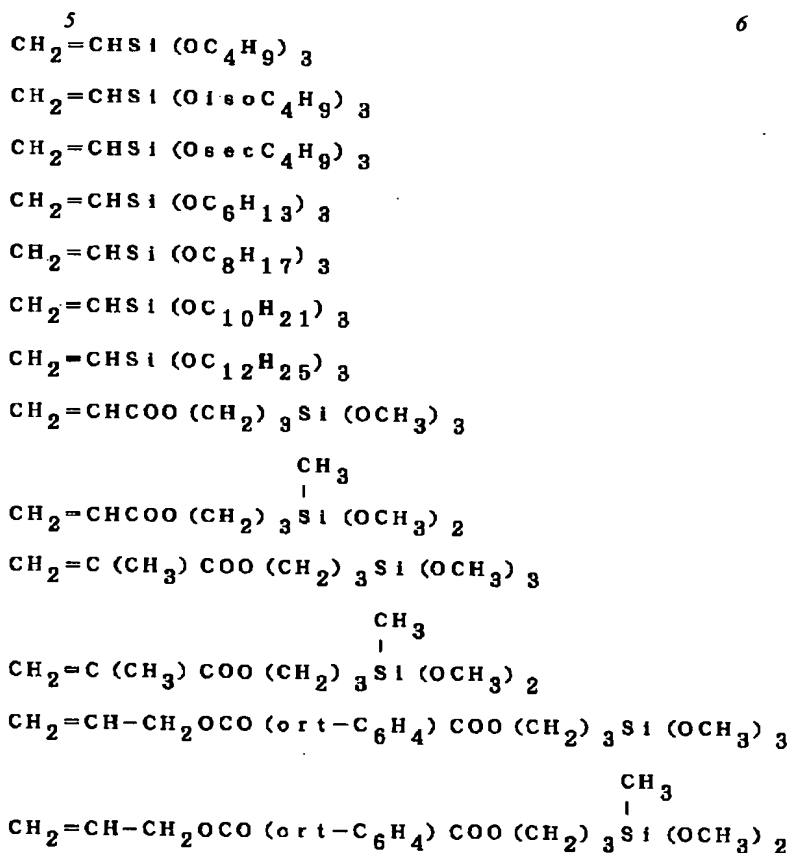 5 6
CH2=CHSi (OC4H9) 3
CH2=CHSi (OisoC4H9) 3
CH2=CHSi (OsecC4H9) 3
CH2=CHSi (OC6H13) 3
CH2=CHSi (OC8H17) 3
CH2=CHSi (OC10H21) 3
CH2=CHSi (OC12H25) 3
CH2=CHCOO (CH2) 3Si (OCH3) 3
CH3
CH2=CHCOO (CH2) 3Si (OCH3) 2
CH2=C (CH3) COO (CH2) 3Si (OCH3) 3
CH3
CH2=C (CH3) COO (CH2) 3Si (OCH3) 2
CH2=CH-CH2OCO (ort-C6H4) COO (CH2) 3Si (OCH3) 3
CH3
CH2=CH-CH2OCO (ort-C6H4) COO (CH2) 3Si (OCH3) 2